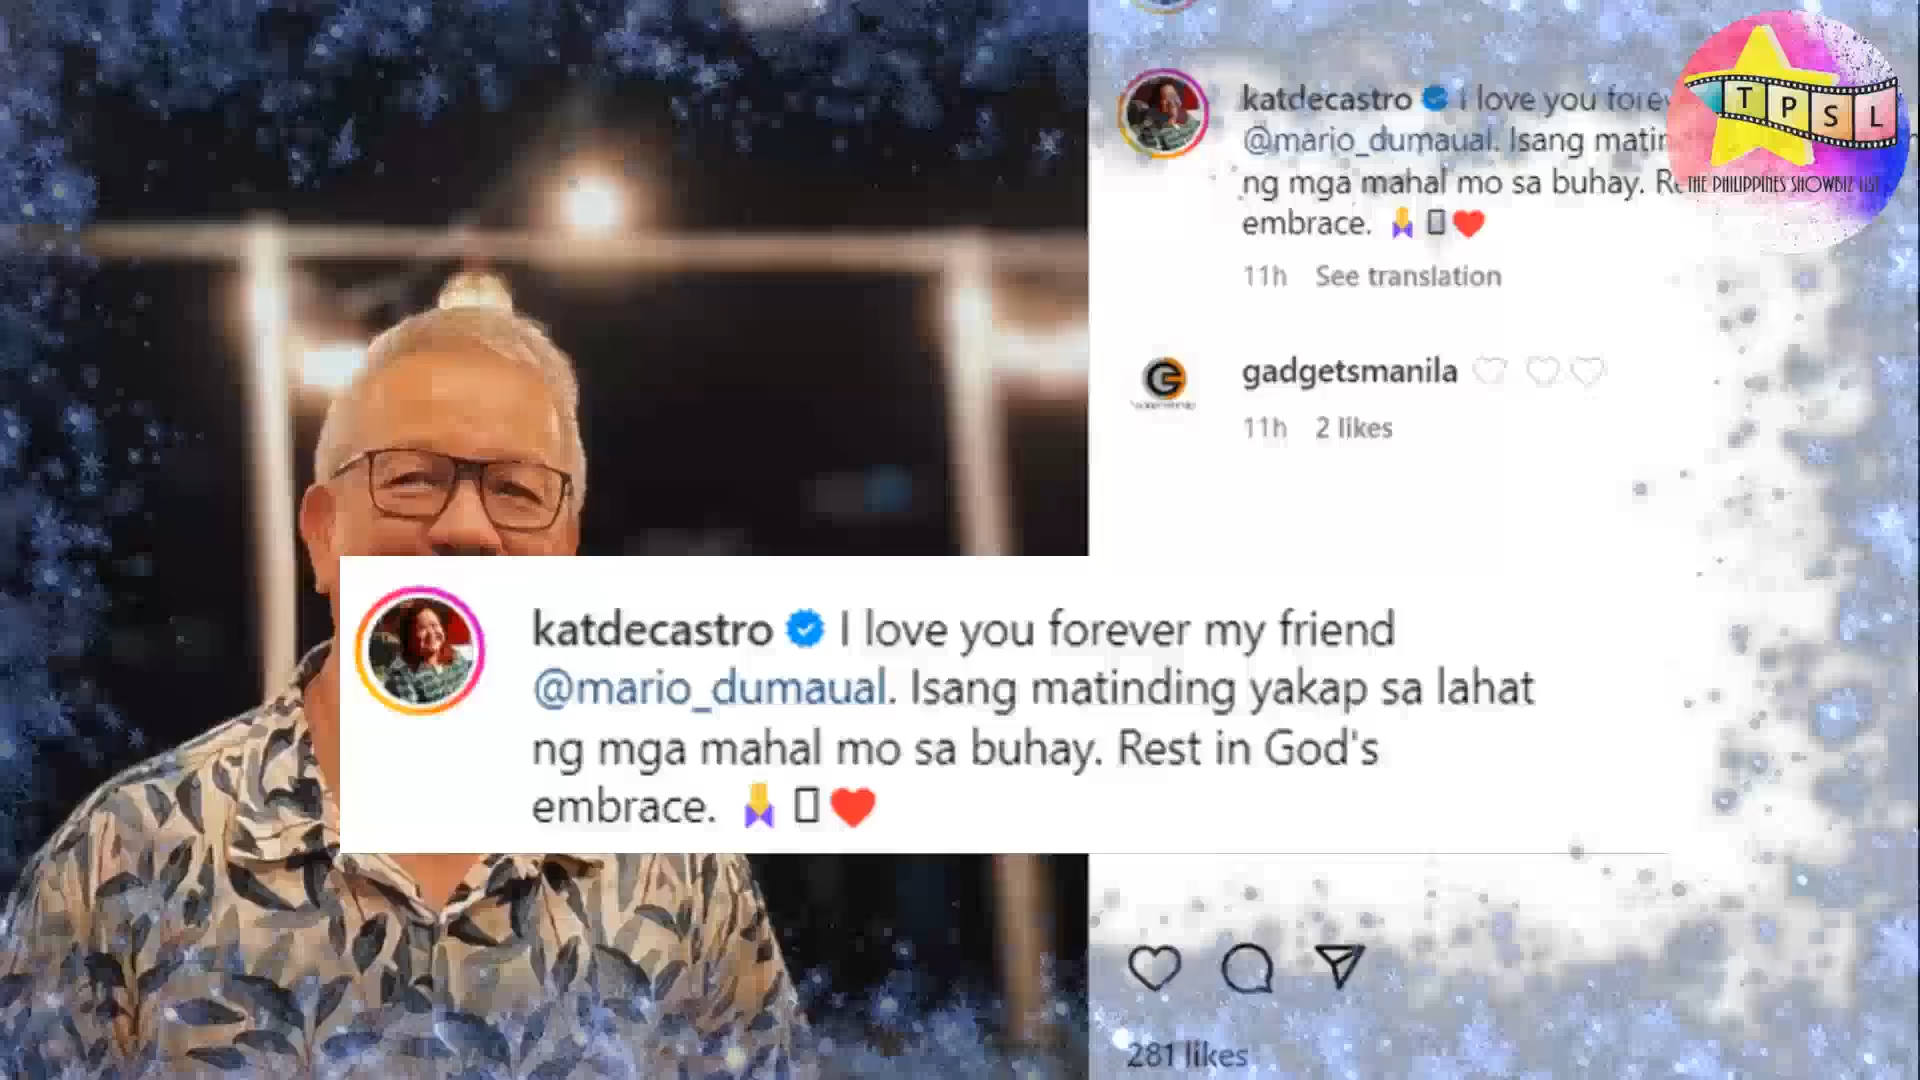 katdecastro I love you forev
@mario_dumaual. Isang matin
ng mga mahal mo sa buhay.
embrace. 
11h See translation
gadgetsmanila
11h 2 likes
katdecastro I love you forever my friend
@mario_dumaual. Isang matinding yakap sa lahat
ng mga mahal mo sa buhay. Rest in God's
embrace.
281 likes
TPSL
THE PHILIPPINES SHOWBIZ LIST